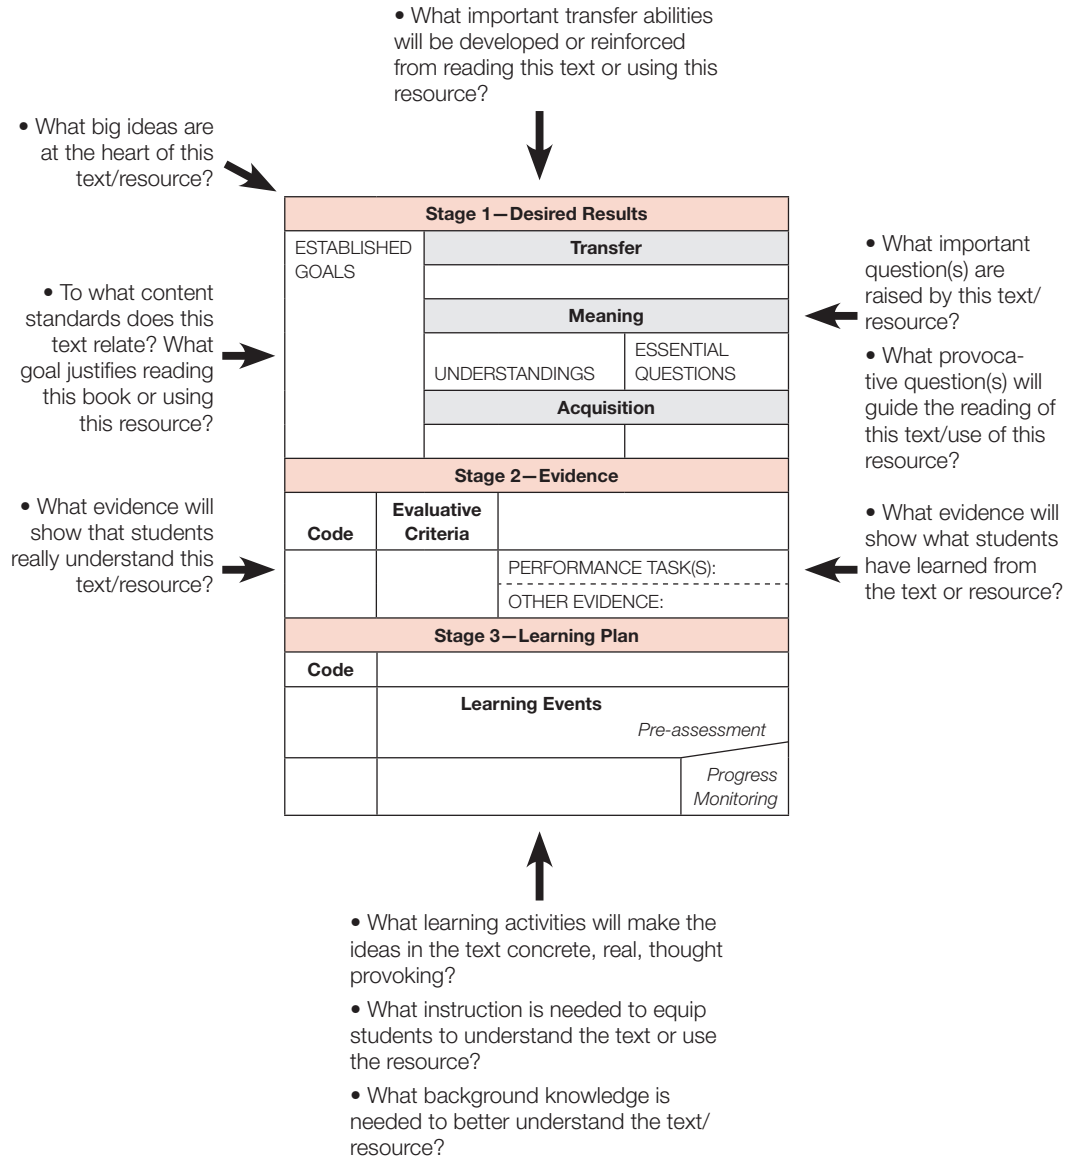 • What important transfer abilities
will be developed or reinforced
from reading this text or using this
resource?
• What big ideas are
at the heart of this
text/resource?
Stage 1—Desired Results
ESTABLISHED
GOALS
Transfer
• To what content
standards does this
text relate? What
goal justifies reading
this book or using
this resource?
Meaning
UNDERSTANDINGS
ESSENTIAL
QUESTIONS
Acquisition
• What important
question(s) are
raised by this text/
resource?
• What provoca-
tive question(s) will
guide the reading of
this text/use of this
resource?
Stage 2—Evidence
• What evidence will
show that students
really understand this
text/resource?
Code
Evaluative
Criteria
PERFORMANCE TASK(S):
OTHER EVIDENCE:
• What evidence will
show what students
have learned from
the text or resource?
Stage 3—Learning Plan
Code
Learning Events
Pre-assessment
Progress
Monitoring
• What learning activities will make the
ideas in the text concrete, real, thought
provoking?
• What instruction is needed to equip
students to understand the text or use
the resource?
• What background knowledge is
needed to better understand the text/
resource?